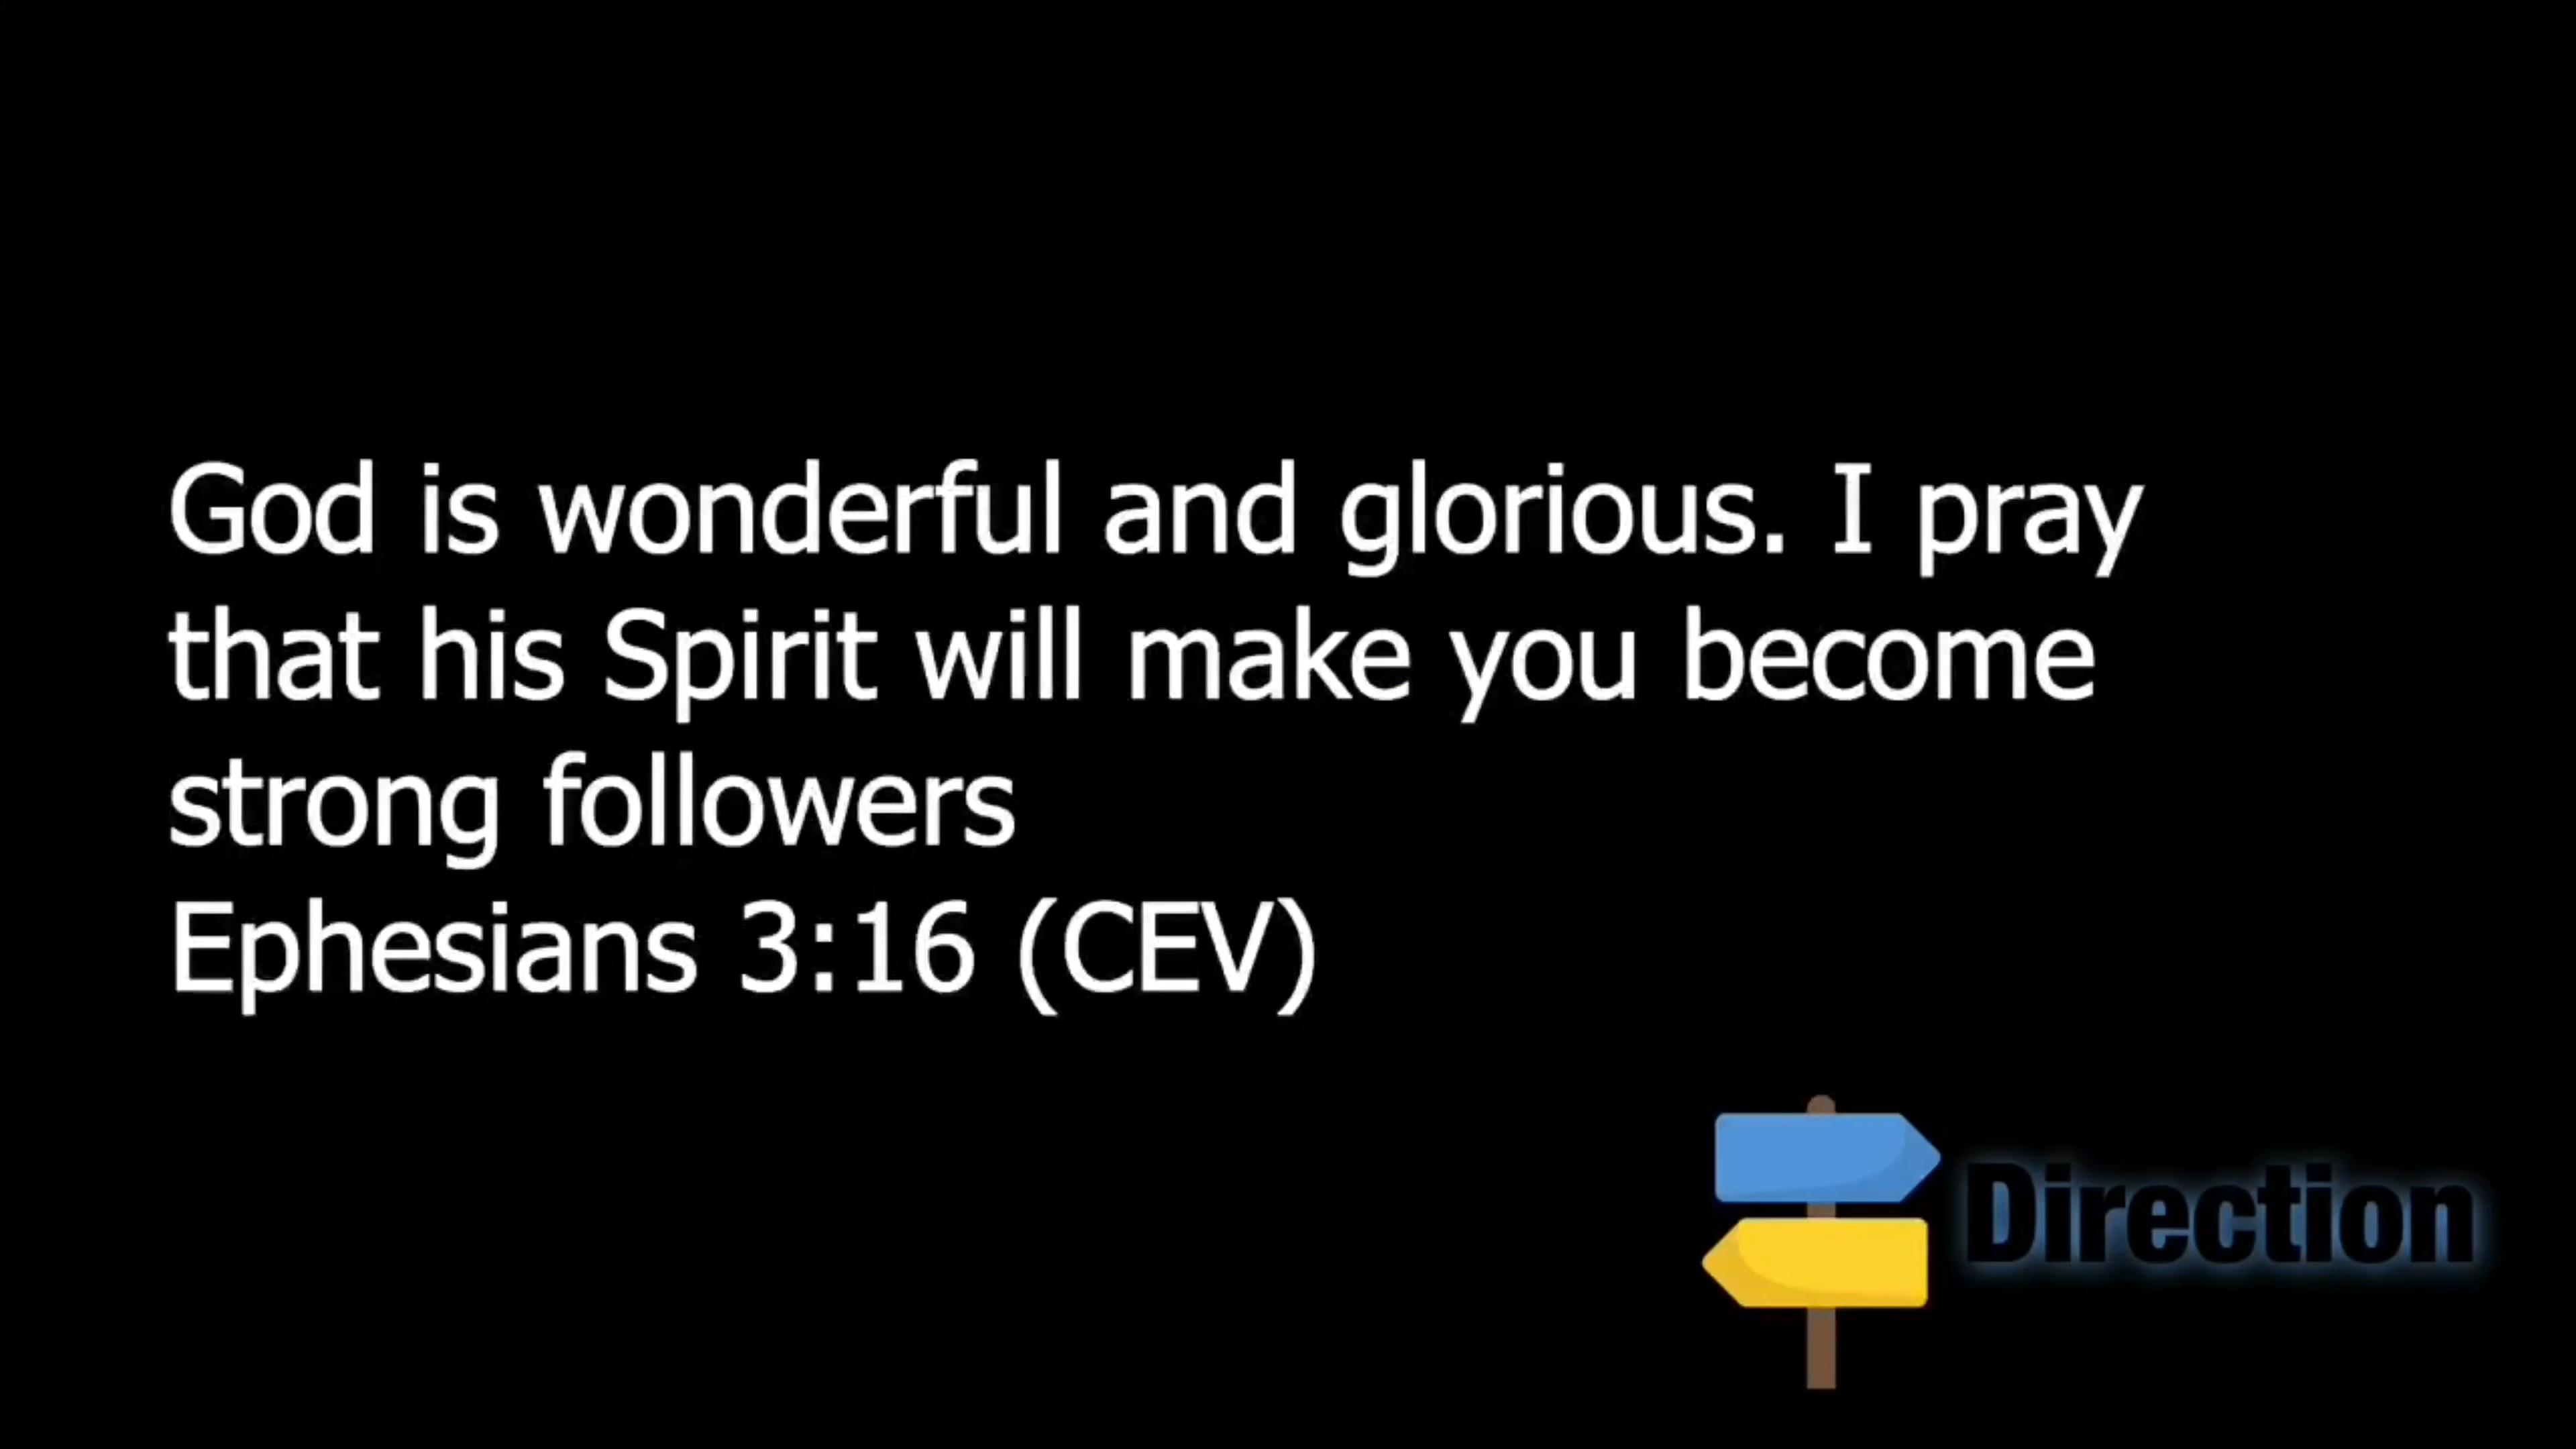 God is wonderful and glorious. I pray
that his Spirit will make you become
strong followers
Ephesians 3:16 (CEV)
Direction